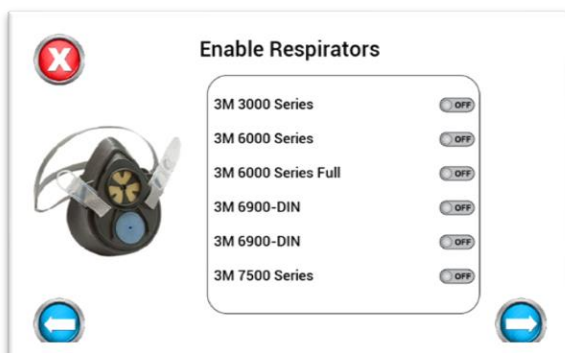 X
Enable Respirators
3M 3000 Series OFF
3M 6000 Series OFF
3M 6000 Series Full OFF
3M 6900-DIN OFF
3M 6900-DIN OFF
3M 7500 Series OFF